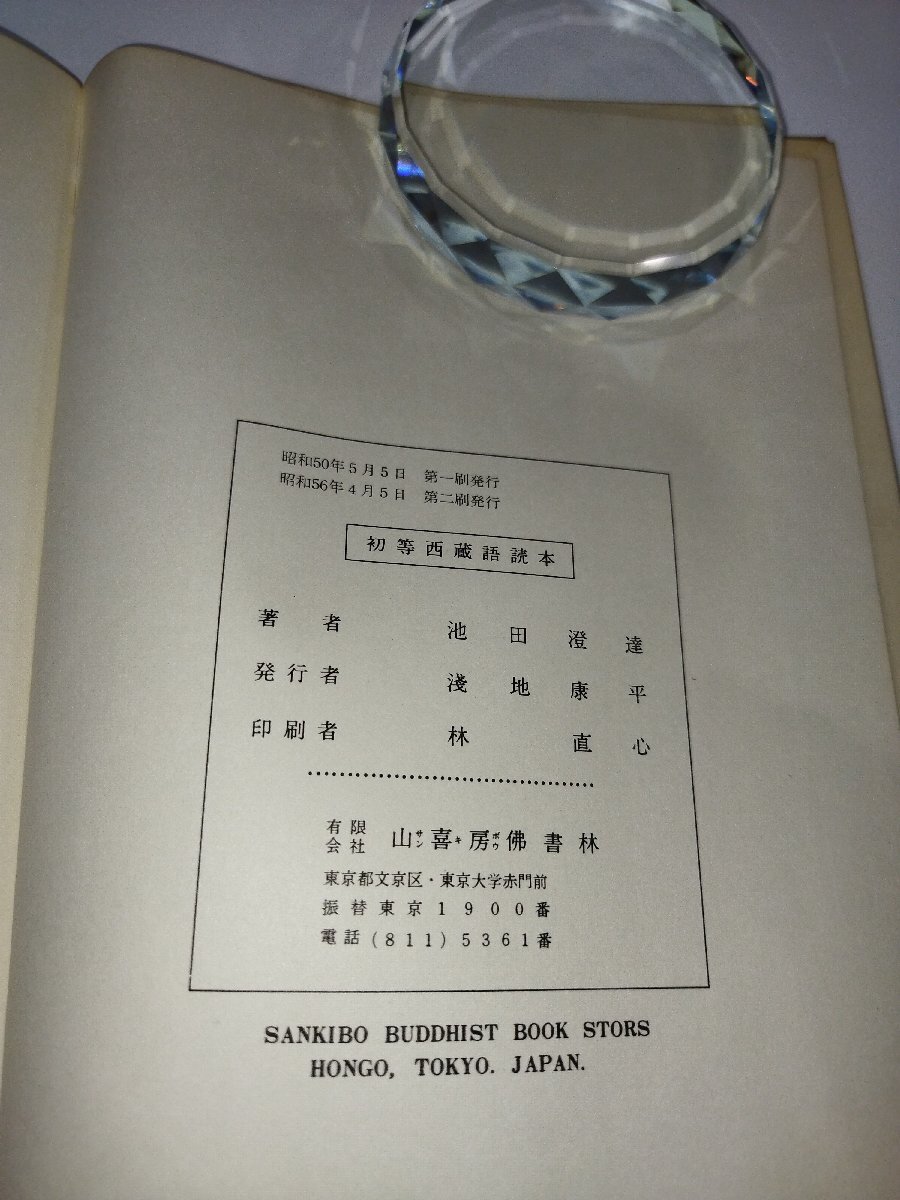 昭和50年5月5日　第一刷発行
昭和56年4月5日　第二刷発行
初等西蔵語読本
著者　池田澄達
発行者　淺地康平
印刷者　林直心
有限会社　山サン喜キ房ボウ佛書林
東京都文京区・東京大学赤門前
振替東京1900番
電話(811)5361番
SANKIBO BUDDHIST BOOK STORS
HONGO, TOKYO. JAPAN.